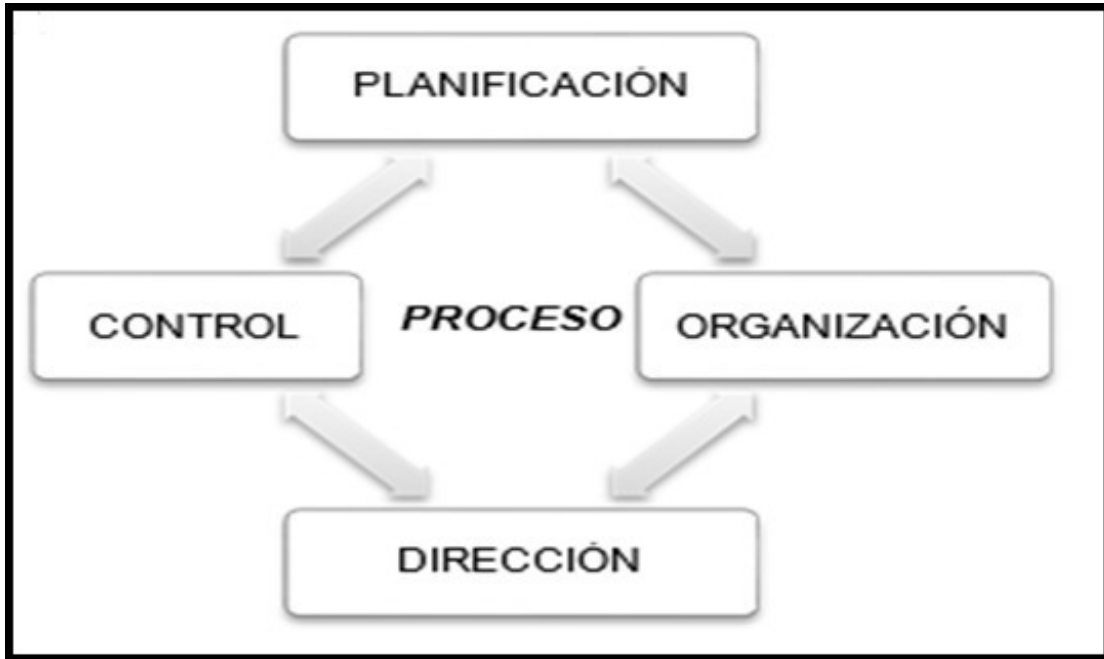 PLANIFICACIÓN
CONTROL
PROCESO
ORGANIZACIÓN
DIRECCIÓN